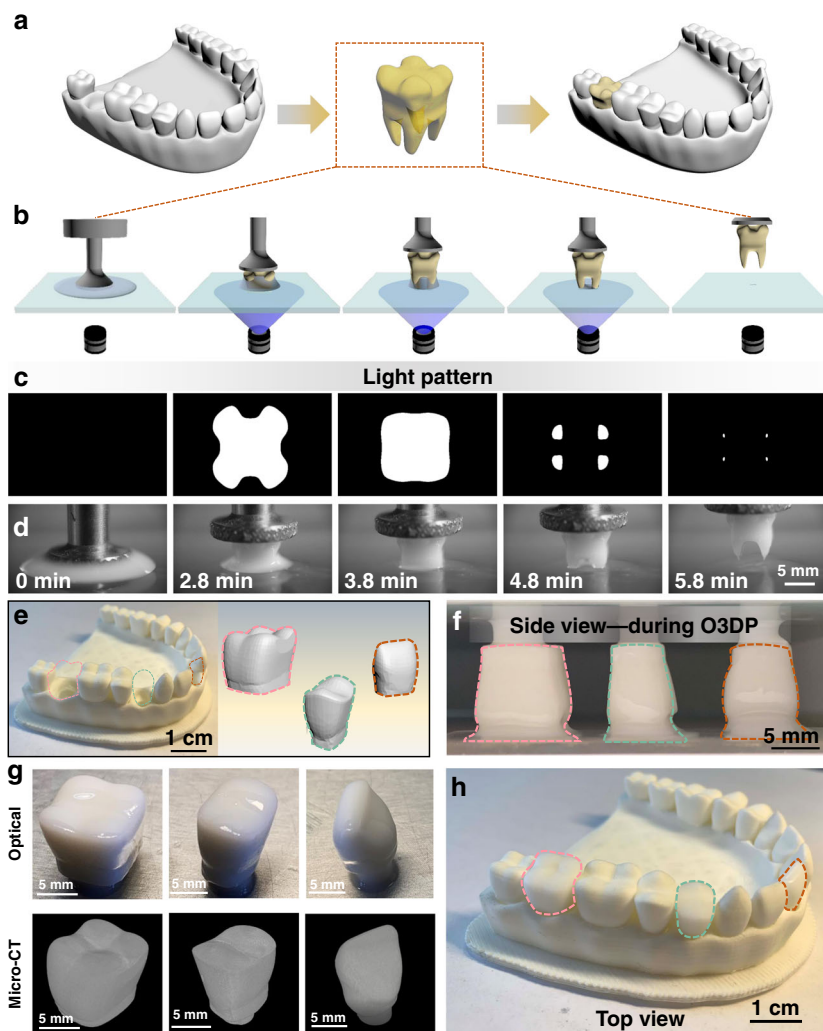 a
b
c
Light pattern
d
0 min
2.8 min
3.8 min
4.8 min
5.8 min
5 mm
e
1 cm
f
Side view—during O3DP
5 mm
g
Optical
5 mm
5 mm
5 mm
Micro-CT
5 mm
5 mm
5 mm
h
Top view
1 cm